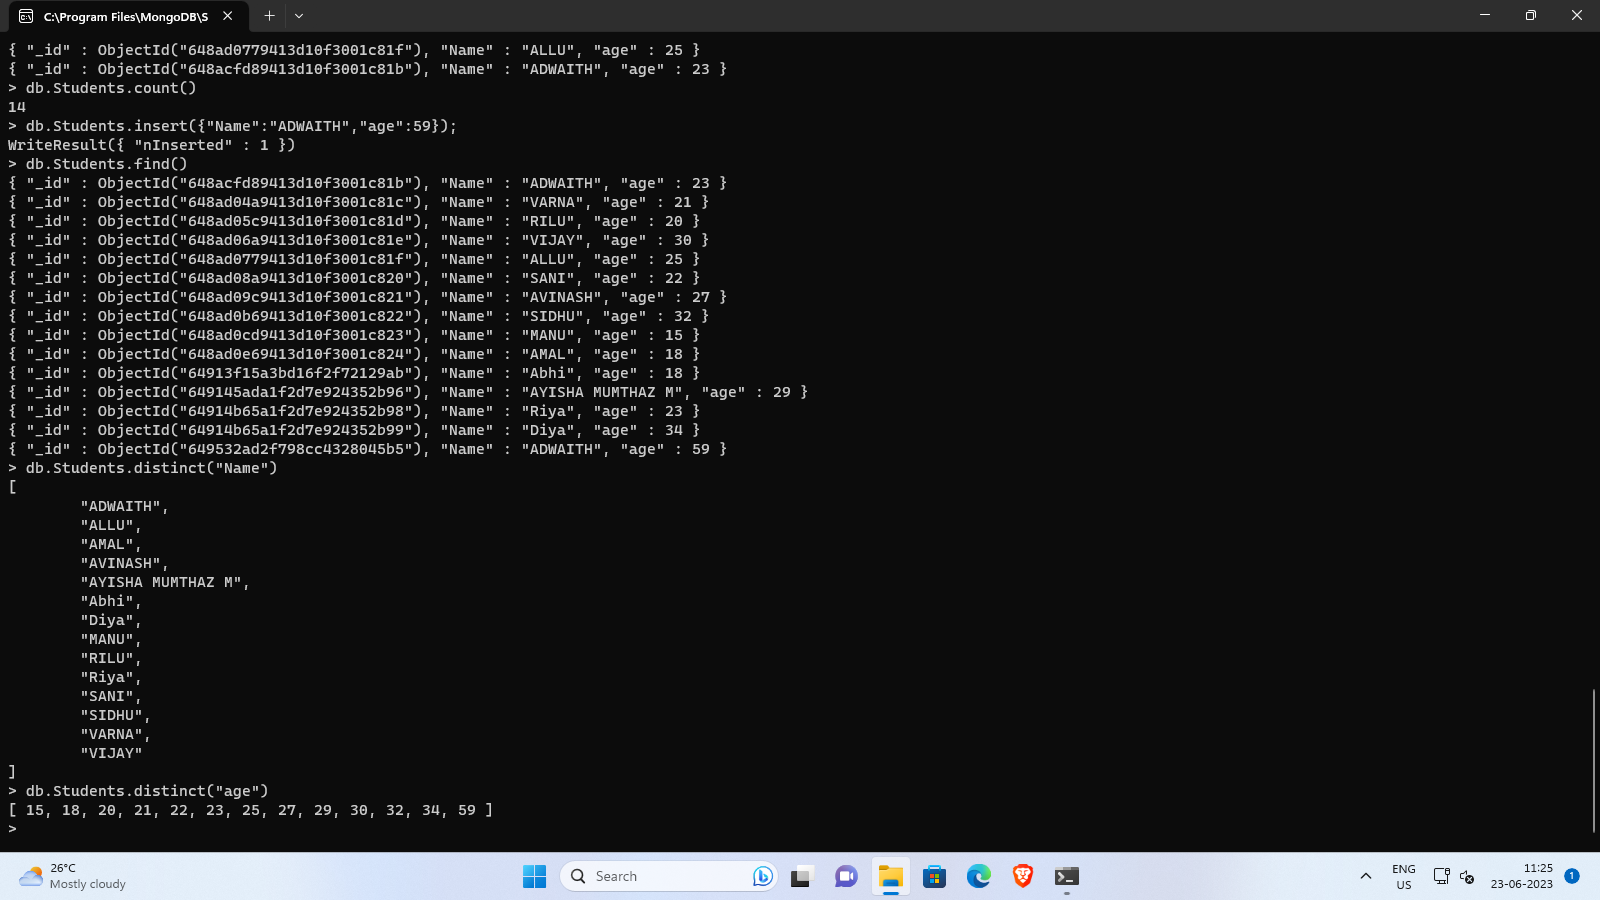 C:\Program Files\MongoDB\S
{ "_id" : ObjectId("648ad0779413d10f3001c81f"), "Name" : "ALLU", "age" : 25 }
{ "_id" : ObjectId("648acfd89413d10f3001c81b"), "Name" : "ADWAITH", "age" : 23 }
> db.Students.count()
14
> db.Students.insert({"Name":"ADWAITH","age":59});
WriteResult({ "nInserted" : 1 })
> db.Students.find()
{ "_id" : ObjectId("648acfd89413d10f3001c81b"), "Name" : "ADWAITH", "age" : 23 }
{ "_id" : ObjectId("648ad04a9413d10f3001c81c"), "Name" : "VARNA", "age" : 21 }
{ "_id" : ObjectId("648ad05c9413d10f3001c81d"), "Name" : "RILU", "age" : 20 }
{ "_id" : ObjectId("648ad06a9413d10f3001c81e"), "Name" : "VIJAY", "age" : 30 }
{ "_id" : ObjectId("648ad0779413d10f3001c81f"), "Name" : "ALLU", "age" : 25 }
{ "_id" : ObjectId("648ad08a9413d10f3001c820"), "Name" : "SANI", "age" : 22 }
{ "_id" : ObjectId("648ad09c9413d10f3001c821"), "Name" : "AVINASH", "age" : 27 }
{ "_id" : ObjectId("648ad0b69413d10f3001c822"), "Name" : "SIDHU", "age" : 32 }
{ "_id" : ObjectId("648ad0cd9413d10f3001c823"), "Name" : "MANU", "age" : 15 }
{ "_id" : ObjectId("648ad0e69413d10f3001c824"), "Name" : "AMAL", "age" : 18 }
{ "_id" : ObjectId("64913f15a3bd16f2f72129ab"), "Name" : "Abhi", "age" : 18 }
{ "_id" : ObjectId("649145ada1f2d7e924352b96"), "Name" : "AYISHA MUMTHAZ M", "age" : 29 }
{ "_id" : ObjectId("64914b65a1f2d7e924352b98"), "Name" : "Riya", "age" : 23 }
{ "_id" : ObjectId("64914b65a1f2d7e924352b99"), "Name" : "Diya", "age" : 34 }
{ "_id" : ObjectId("649532ad2f798cc4328045b5"), "Name" : "ADWAITH", "age" : 59 }
> db.Students.distinct("Name")
[
"ADWAITH",
"ALLU",
"AMAL",
"AVINASH",
"AYISHA MUMTHAZ M",
"Abhi",
"Diya",
"MANU",
"RILU",
"Riya",
"SANI",
"SIDHU",
"VARNA",
"VIJAY"
]
> db.Students.distinct("age")
[ 15, 18, 20, 21, 22, 23, 25, 27, 29, 30, 32, 34, 59 ]
>
26°C
Mostly cloudy
Search
ENG
US
11:25
23-06-2023
1